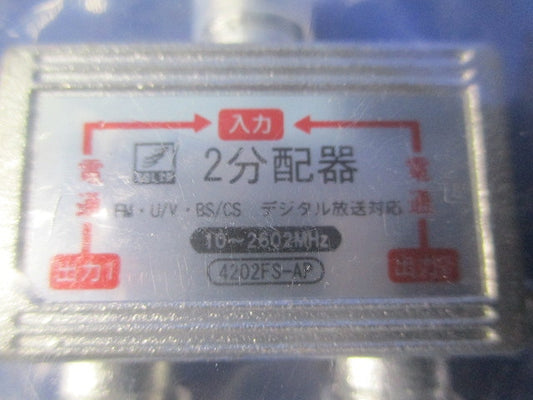 入力
2分配器
電通
電通
FM・U/V・BS/CS デジタル放送対応
10〜2602MHz
出力1
4202FS-AP
出力2